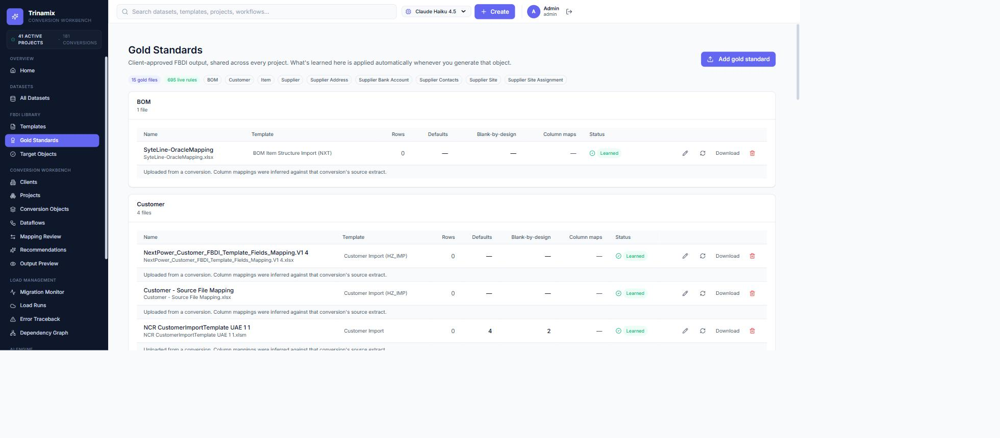 Trinamix
CONVERSION WORKBENCH
41 ACTIVE PROJECTS · 181 CONVERSIONS
OVERVIEW
Home
DATASETS
All Datasets
FBDI LIBRARY
Templates
Gold Standards
Target Objects
CONVERSION WORKBENCH
Clients
Projects
Conversion Objects
Dataflows
Mapping Review
Recommendations
Output Preview
LOAD MANAGEMENT
Migration Monitor
Load Runs
Error Traceback
Dependency Graph
AI ENGINE
Search datasets, templates, projects, workflows...
Claude Haiku 4.5
Create
A
Admin
admin
Gold Standards
Client-approved FBDI output, shared across every project. What's learned here is applied automatically whenever you generate that object.
Add gold standard
15 gold files 695 live rules BOM Customer Item Supplier Supplier Address Supplier Bank Account Supplier Contacts Supplier Site Supplier Site Assignment
BOM
1 file
Name Template Rows Defaults Blank-by-design Column maps Status
SyteLine-OracleMapping
SyteLine-OracleMapping.xlsx
BOM Item Structure Import (NXT) 0 — — — Learned Download
Uploaded from a conversion. Column mappings were inferred against that conversion's source extract.
Customer
4 files
Name Template Rows Defaults Blank-by-design Column maps Status
NextPower_Customer_FBDI_Template_Fields_Mapping.V1 4
NextPower_Customer_FBDI_Template_Fields_Mapping.V1 4.xlsx
Customer Import (HZ_IMP) 0 — — — Learned Download
Uploaded from a conversion. Column mappings were inferred against that conversion's source extract.
Customer - Source File Mapping
Customer - Source File Mapping.xlsx
Customer Import (HZ_IMP) 0 — — — Learned Download
Uploaded from a conversion. Column mappings were inferred against that conversion's source extract.
NCR CustomerImportTemplate UAE 1 1
NCR CustomerImportTemplate UAE 1 1.xlsm
Customer Import 0 4 2 — Learned Download
Uploaded from a conversion. Column mappings were inferred against that conversion's source extract.